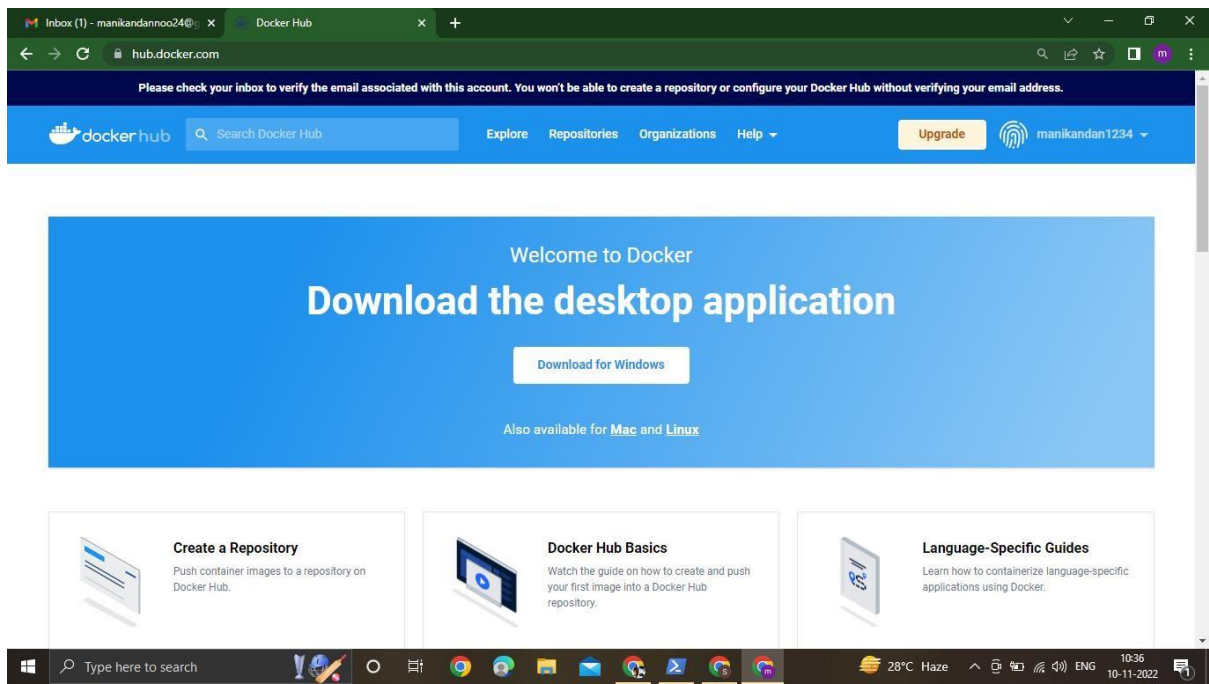 Inbox (1) - manikandannoo24@g
Docker Hub
hub.docker.com
m
Please check your inbox to verify the email associated with this account. You won't be able to create a repository or configure your Docker Hub without verifying your email address.
dockerhub
Search Docker Hub
Explore
Repositories
Organizations
Help
Upgrade
manikandan1234
Welcome to Docker
Download the desktop application
Download for Windows
Also available for Mac and Linux
Create a Repository
Push container images to a repository on
Docker Hub.
Docker Hub Basics
Watch the guide on how to create and push
your first image into a Docker Hub
repository.
Language-Specific Guides
Learn how to containerize language-specific
applications using Docker.
Type here to search
28°C Haze
ENG
10:36
10-11-2022